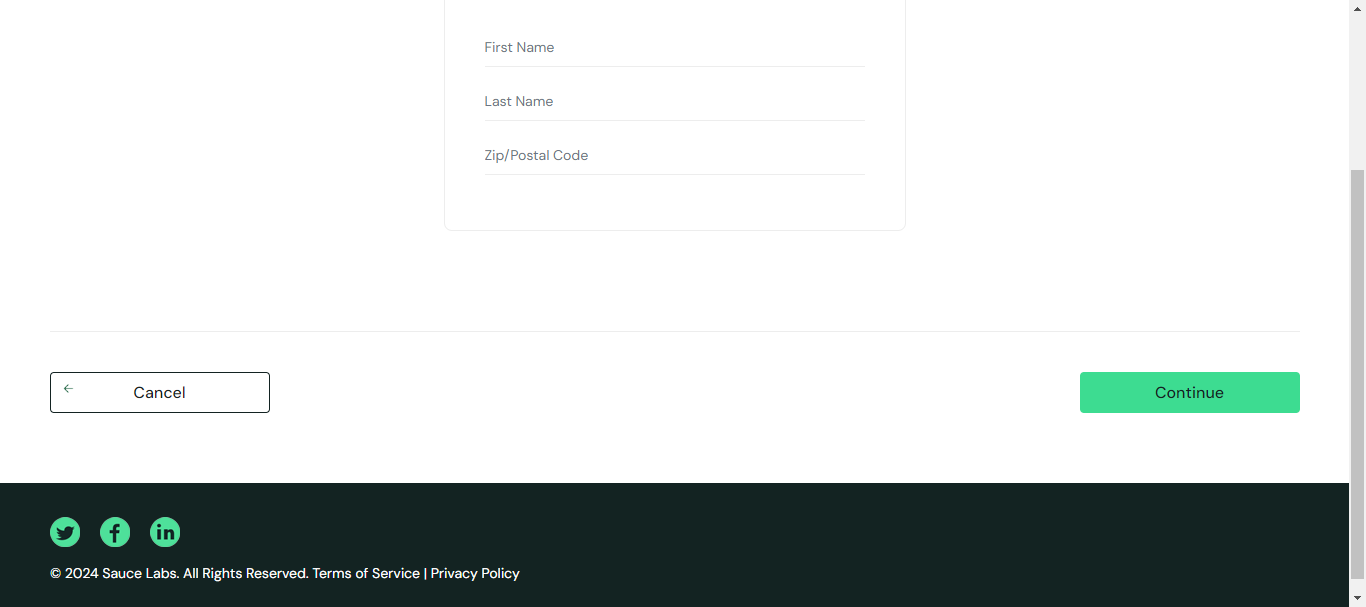 First Name
Last Name
Zip/Postal Code
Cancel
Continue
© 2024 Sauce Labs. All Rights Reserved. Terms of Service | Privacy Policy